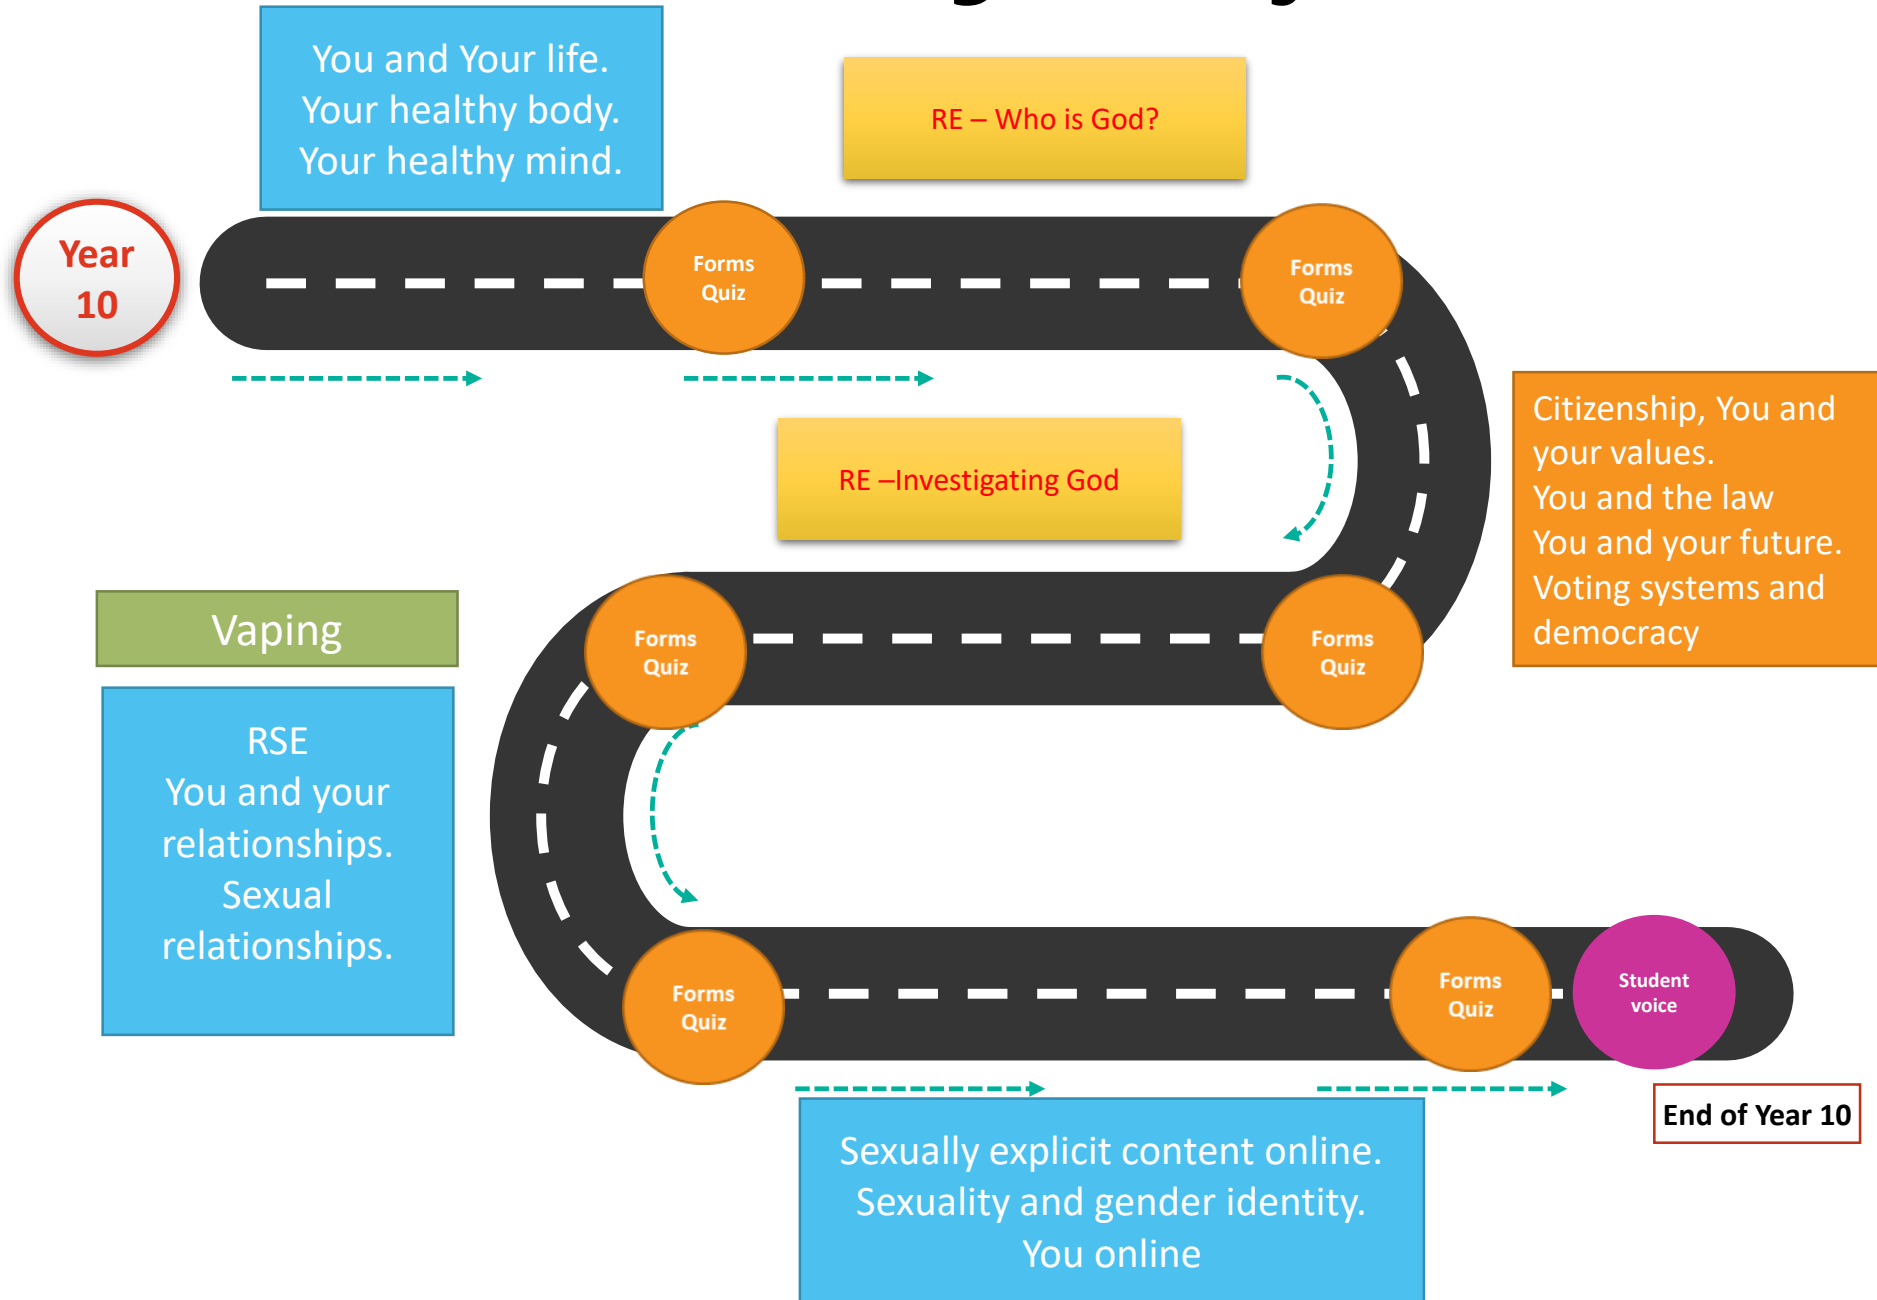 You and Your life.
Your healthy body.
Your healthy mind.
RE – Who is God?
Year
10
Forms
Quiz
Forms
Quiz
Citizenship, You and
your values.
You and the law
You and your future.
Voting systems and
democracy
RE –Investigating God
Vaping
Forms
Quiz
Forms
Quiz
RSE
You and your
relationships.
Sexual
relationships.
Forms
Quiz
Forms
Quiz
Student
voice
End of Year 10
Sexually explicit content online.
Sexuality and gender identity.
You online